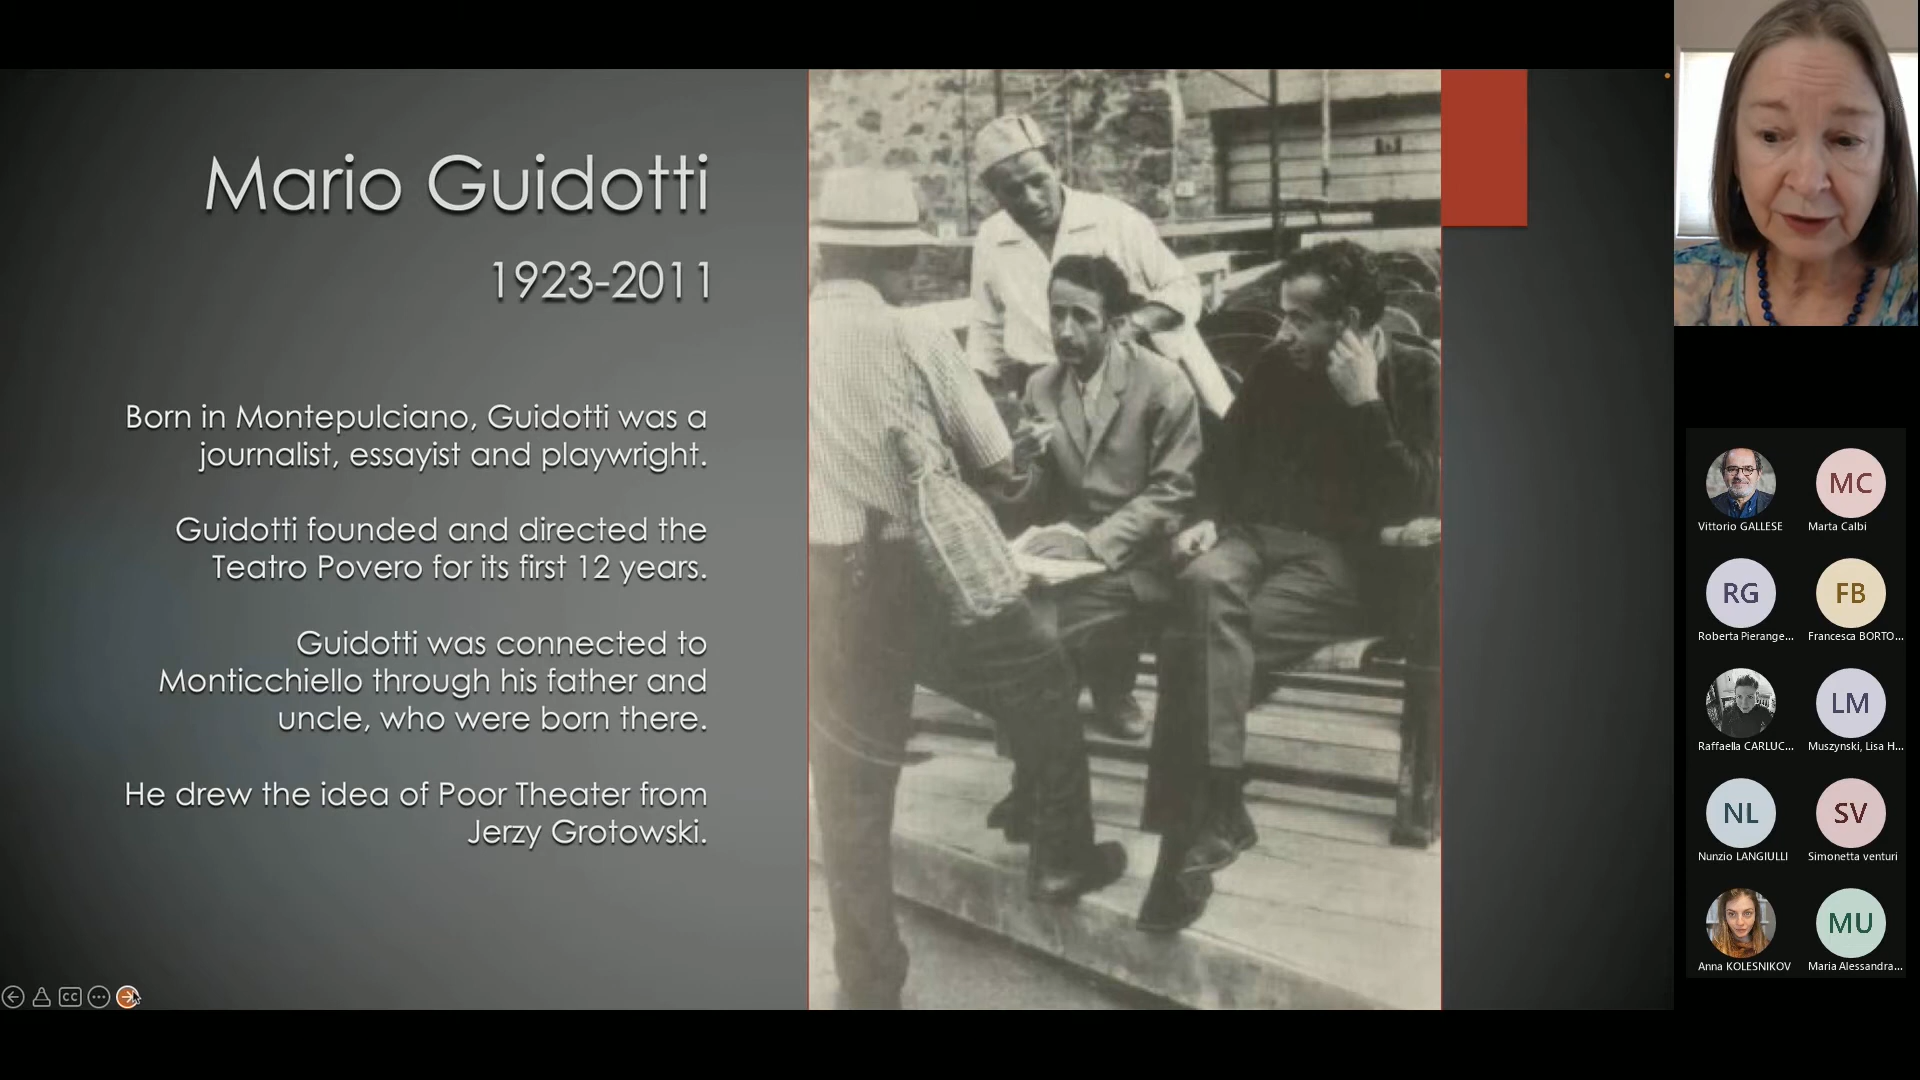 Mario Guidotti
1923-2011
Born in Montepulciano, Guidotti was a
journalist, essayist and playwright.
Guidotti founded and directed the
Teatro Povero for its first 12 years.
Guidotti was connected to
Monticchiello through his father and
uncle, who were born there.
He drew the idea of Poor Theater from
Jerzy Grotowski.
CC
Vittorio GALLESE
MC
Marta Calbi
RG
Roberta Pierange...
FB
Francesca BORTO...
Raffaella CARLUC...
LM
Muszynski, Lisa H...
NL
Nunzio LANGIULLI
SV
Simonetta venturi
Anna KOLESNIKOV
MU
Maria Alessandra...